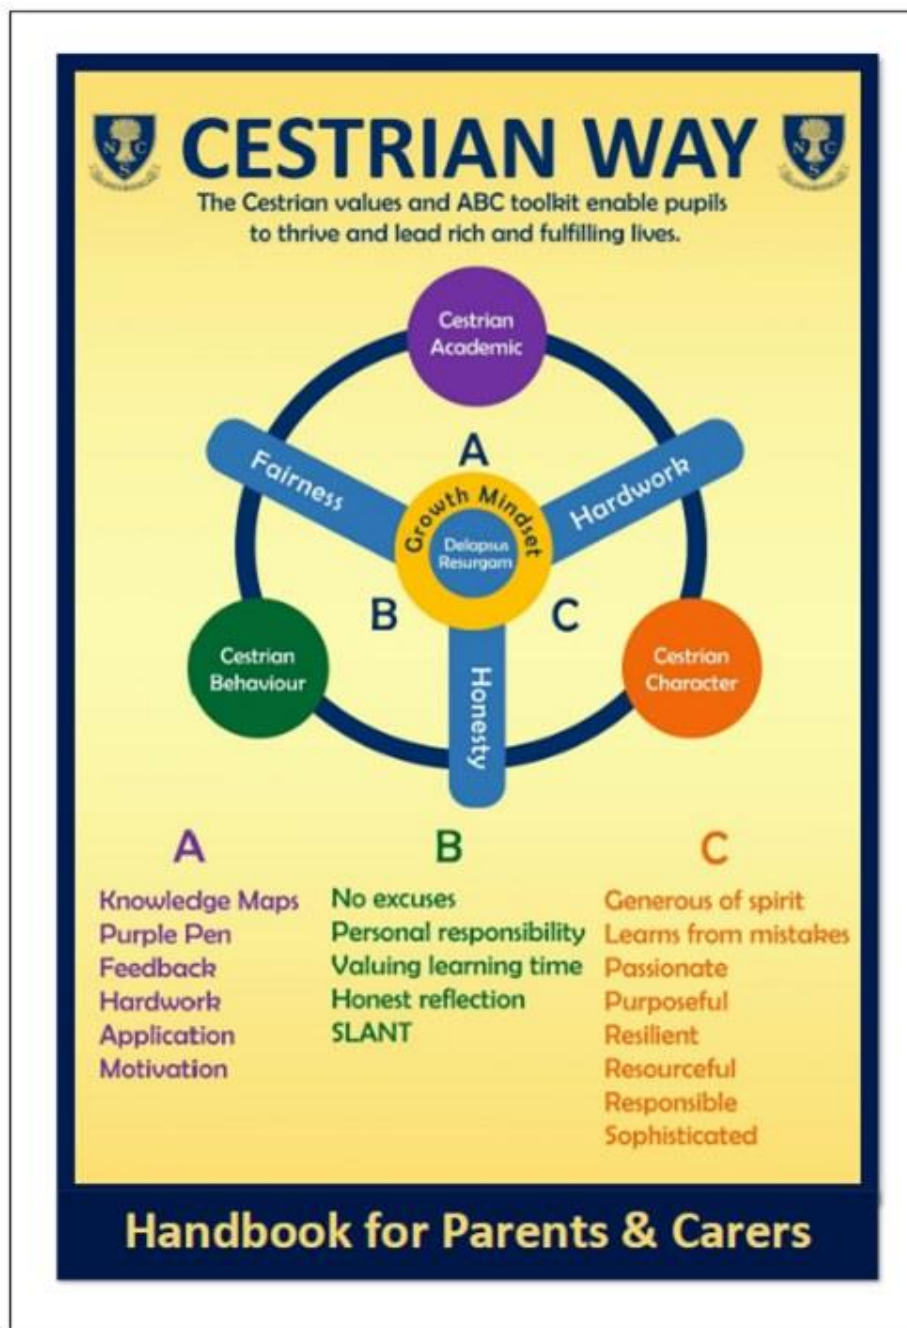 CESTRIAN WAY
N C
S
N C
S
The Cestrian values and ABC toolkit enable pupils
to thrive and lead rich and fulfilling lives.
Cestrian
Academic
A
Fairness
Hardwork
Growth Mindset
Delapsus
Resurgam
B
C
Cestrian
Behaviour
Honesty
Cestrian
Character
A
Knowledge Maps
Purple Pen
Feedback
Hardwork
Application
Motivation
B
No excuses
Personal responsibility
Valuing learning time
Honest reflection
SLANT
C
Generous of spirit
Learns from mistakes
Passionate
Purposeful
Resilient
Resourceful
Responsible
Sophisticated
Handbook for Parents & Carers